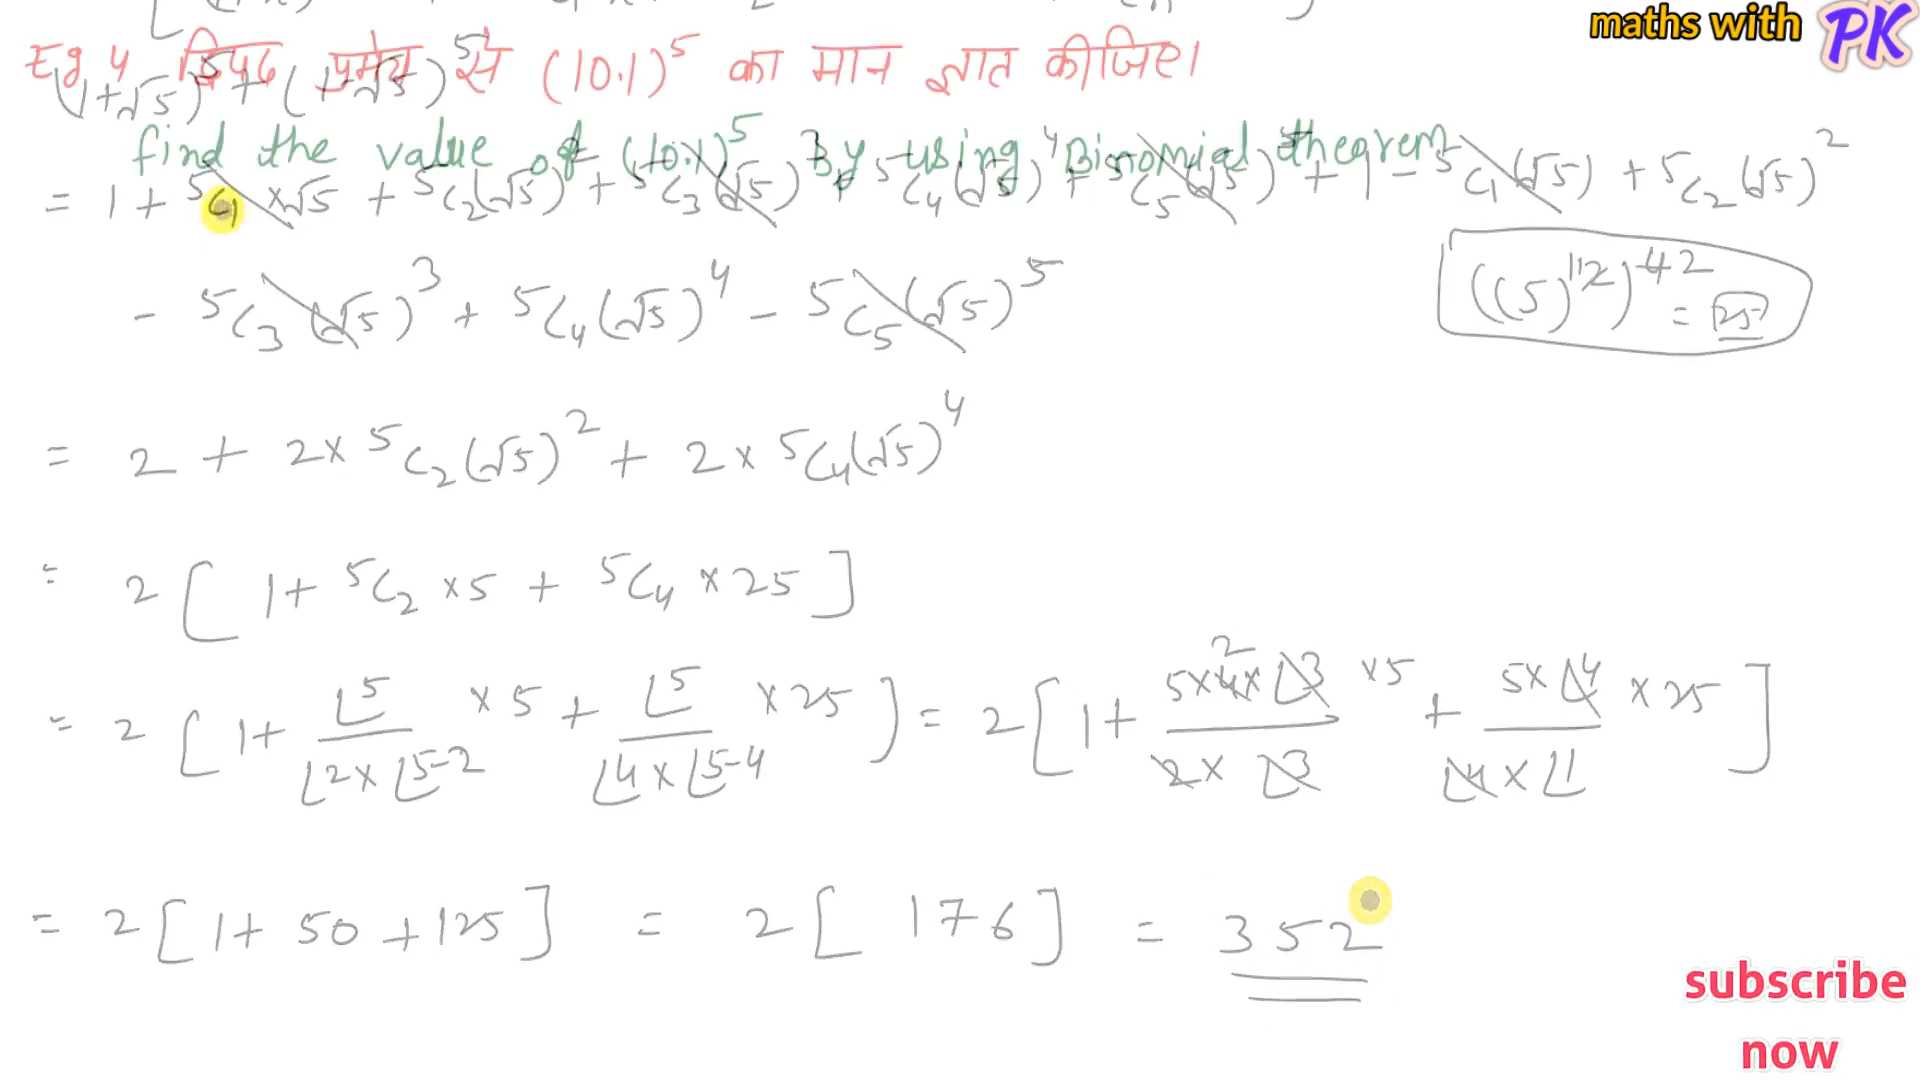 maths with PK
Eg 4 द्विपद प्रमेय से (10.1)⁵ का मान ज्ञात कीजिए।
(1+√5)⁵ + (1-√5)⁵
find the value of (10.1)⁵ By using Binomial theorem
= 1 + ⁵C₁ × √5 + ⁵C₂(√5)² + ⁵C₃(√5)³ + ⁵C₄(√5)⁴ + ⁵C₅(√5)⁵ + 1 - ⁵C₁(√5) + ⁵C₂(√5)²
- ⁵C₃(√5)³ + ⁵C₄(√5)⁴ - ⁵C₅(√5)⁵
((5)^1/2)^4 2 = 25
= 2 + 2 × ⁵C₂(√5)² + 2 × ⁵C₄(√5)⁴
= 2 [ 1 + ⁵C₂ × 5 + ⁵C₄ × 25 ]
= 2 [ 1 + ⌊5 / ⌊2 × ⌊5-2 × 5 + ⌊5 / ⌊4 × ⌊5-4 × 25 ] = 2 [ 1 + 5×4×⌊3 / 2 × ⌊3 × 5 + 5 × ⌊4 / ⌊4 × ⌊1 × 25 ]
= 2 [ 1 + 50 + 125 ] = 2 [ 176 ] = 352
subscribe
now